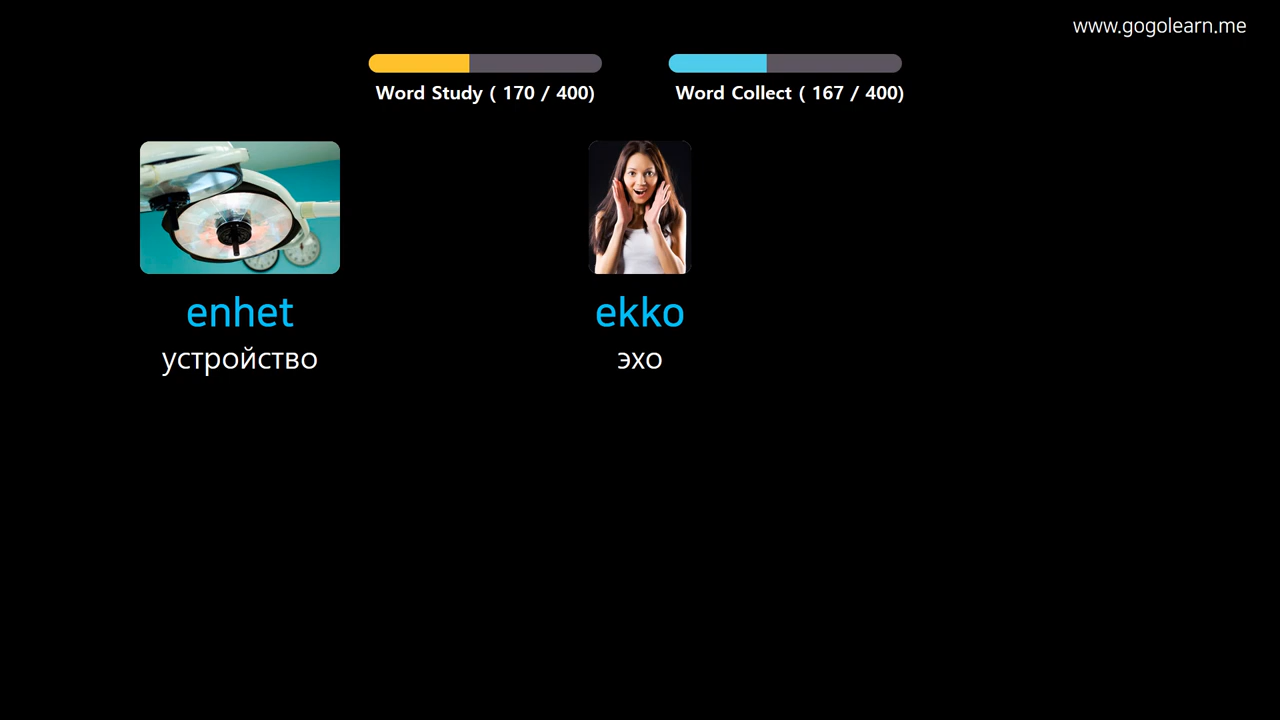 www.gogolearn.me
Word Study ( 170 / 400)
Word Collect ( 167 / 400)
enhet
ekko
устройство
эхо